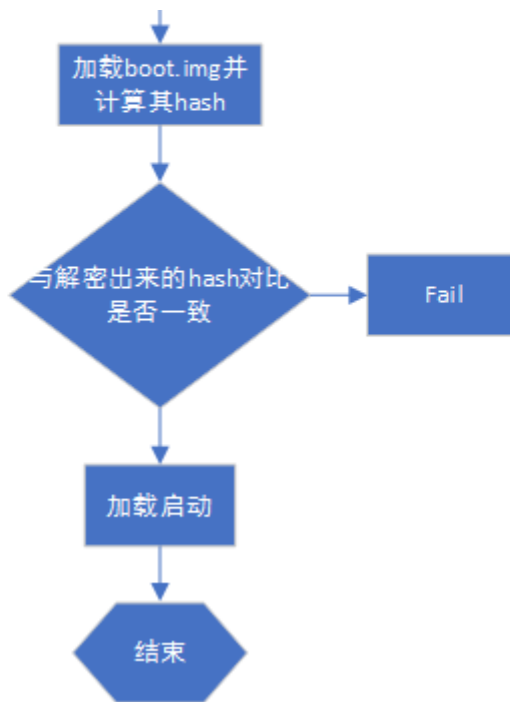 加载boot.img并
计算其hash
与解密出来的hash对比
是否一致
Fail
加载启动
结束